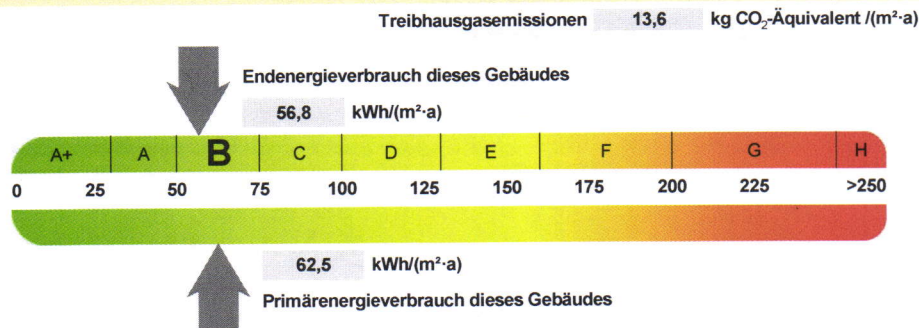 Treibhausgasemissionen 13,6 kg CO₂-Äquivalent /(m²·a)
Endenergieverbrauch dieses Gebäudes
56,8 kWh/(m²·a)
A+ A B C D E F G H
0 25 50 75 100 125 150 175 200 225 >250
62,5 kWh/(m²·a)
Primärenergieverbrauch dieses Gebäudes